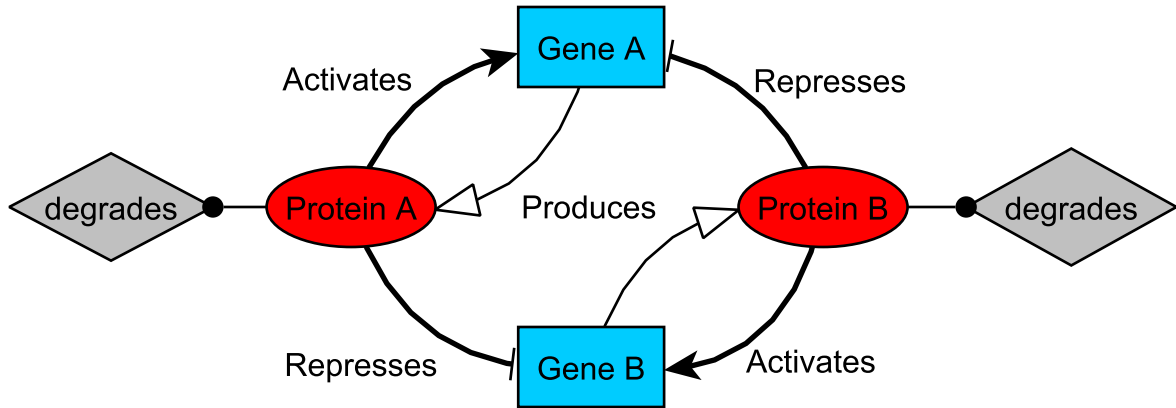 Gene A
Activates
Represses
degrades
Protein A
Produces
Protein B
degrades
Represses
Gene B
Activates